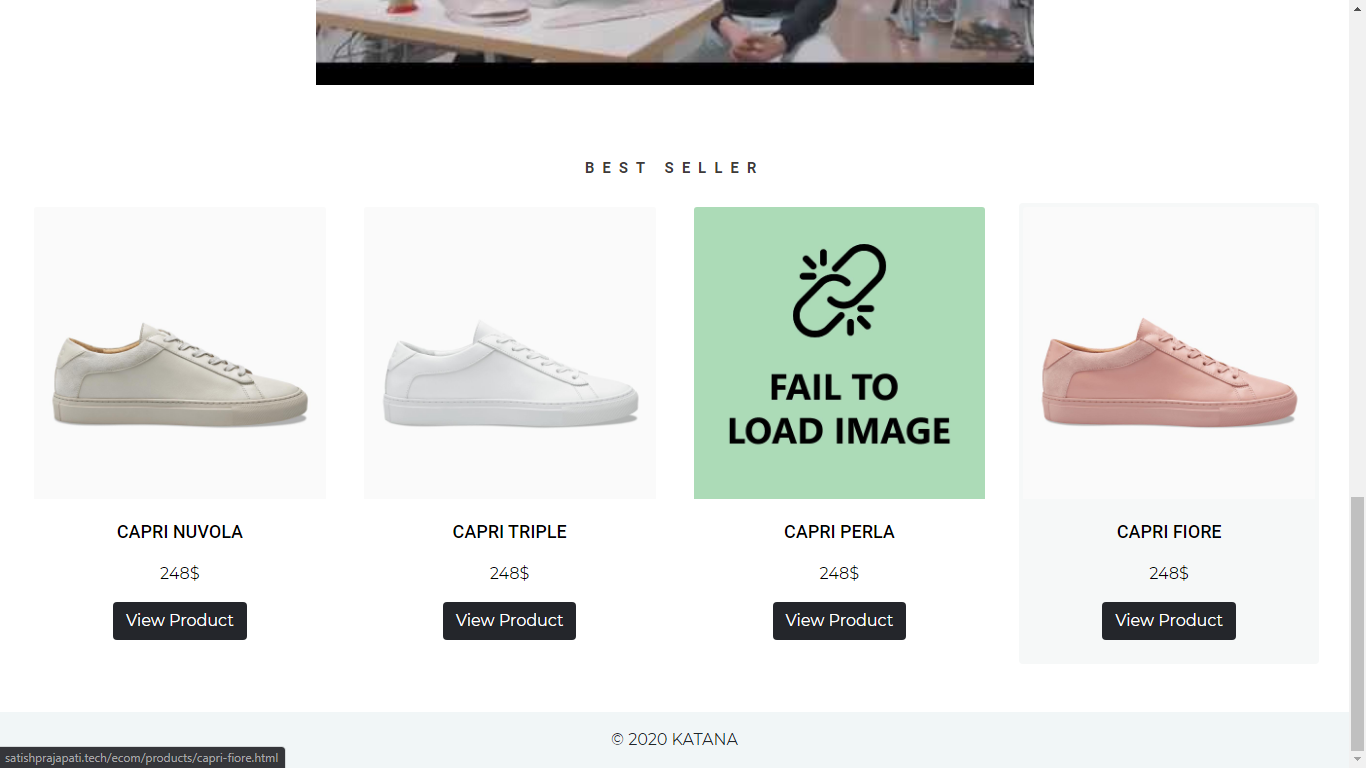 BEST SELLER
FAIL TO
LOAD IMAGE
CAPRI NUVOLA
248$
View Product
CAPRI TRIPLE
248$
View Product
CAPRI PERLA
248$
View Product
CAPRI FIORE
248$
View Product
© 2020 KATANA
satishprajapati.tech/ecom/products/capri-fiore.html